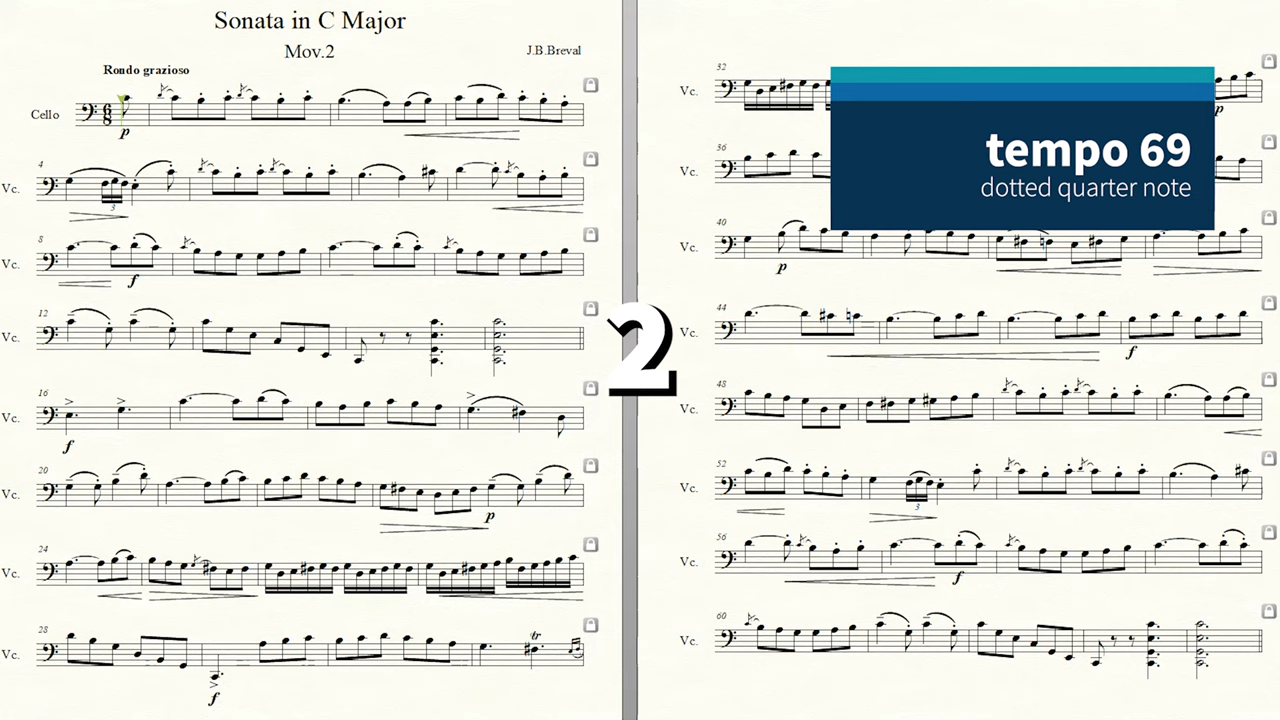 Sonata in C Major
Mov.2
J.B.Breval
Rondo grazioso
Cello
p
4
Vc.
3
8
Vc.
f
12
Vc.
16
Vc.
f
20
Vc.
p
24
Vc.
28
Vc.
tr
f
2
32
Vc.
p
tempo 69
dotted quarter note
36
Vc.
40
Vc.
p
44
Vc.
f
48
Vc.
52
Vc.
3
56
Vc.
f
60
Vc.